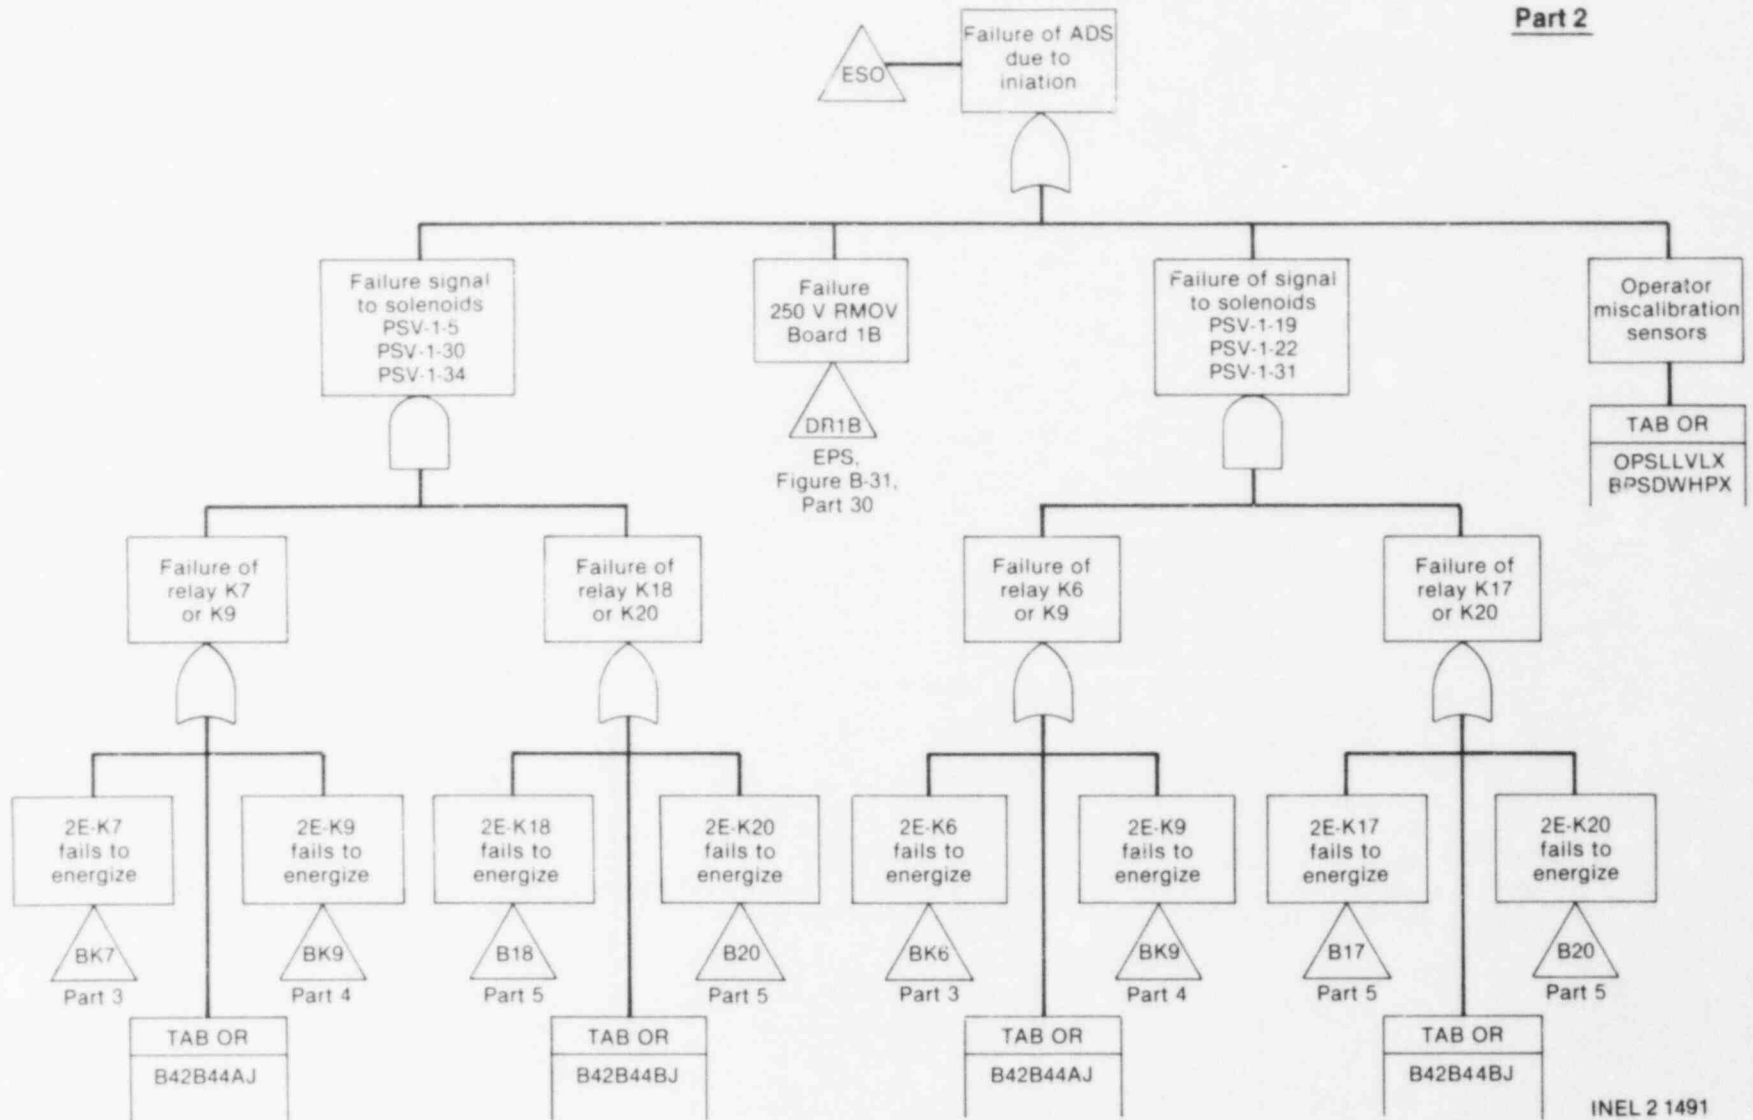 Part 2
Failure of ADS
due to
iniation
ESO
Failure signal
to solenoids
PSV-1-5
PSV-1-30
PSV-1-34
Failure
250 V RMOV
Board 1B
DR1B
EPS,
Figure B-31,
Part 30
Failure of signal
to solenoids
PSV-1-19
PSV-1-22
PSV-1-31
Operator
miscalibration
sensors
TAB OR
OPSLLVLX
BPSDWHPX
Failure of
relay K7
or K9
Failure of
relay K18
or K20
Failure of
relay K6
or K9
Failure of
relay K17
or K20
2E-K7
fails to
energize
BK7
Part 3
2E-K9
fails to
energize
BK9
Part 4
2E-K18
fails to
energize
B18
Part 5
2E-K20
fails to
energize
B20
Part 5
2E-K6
fails to
energize
BK6
Part 3
2E-K9
fails to
energize
BK9
Part 4
2E-K17
fails to
energize
B17
Part 5
2E-K20
fails to
energize
B20
Part 5
TAB OR
B42B44AJ
TAB OR
B42B44BJ
TAB OR
B42B44AJ
TAB OR
B42B44BJ
INEL 2 1491